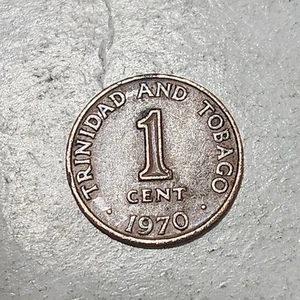 TRINIDAD AND TOBAGO
1
CENT
· 1970 ·